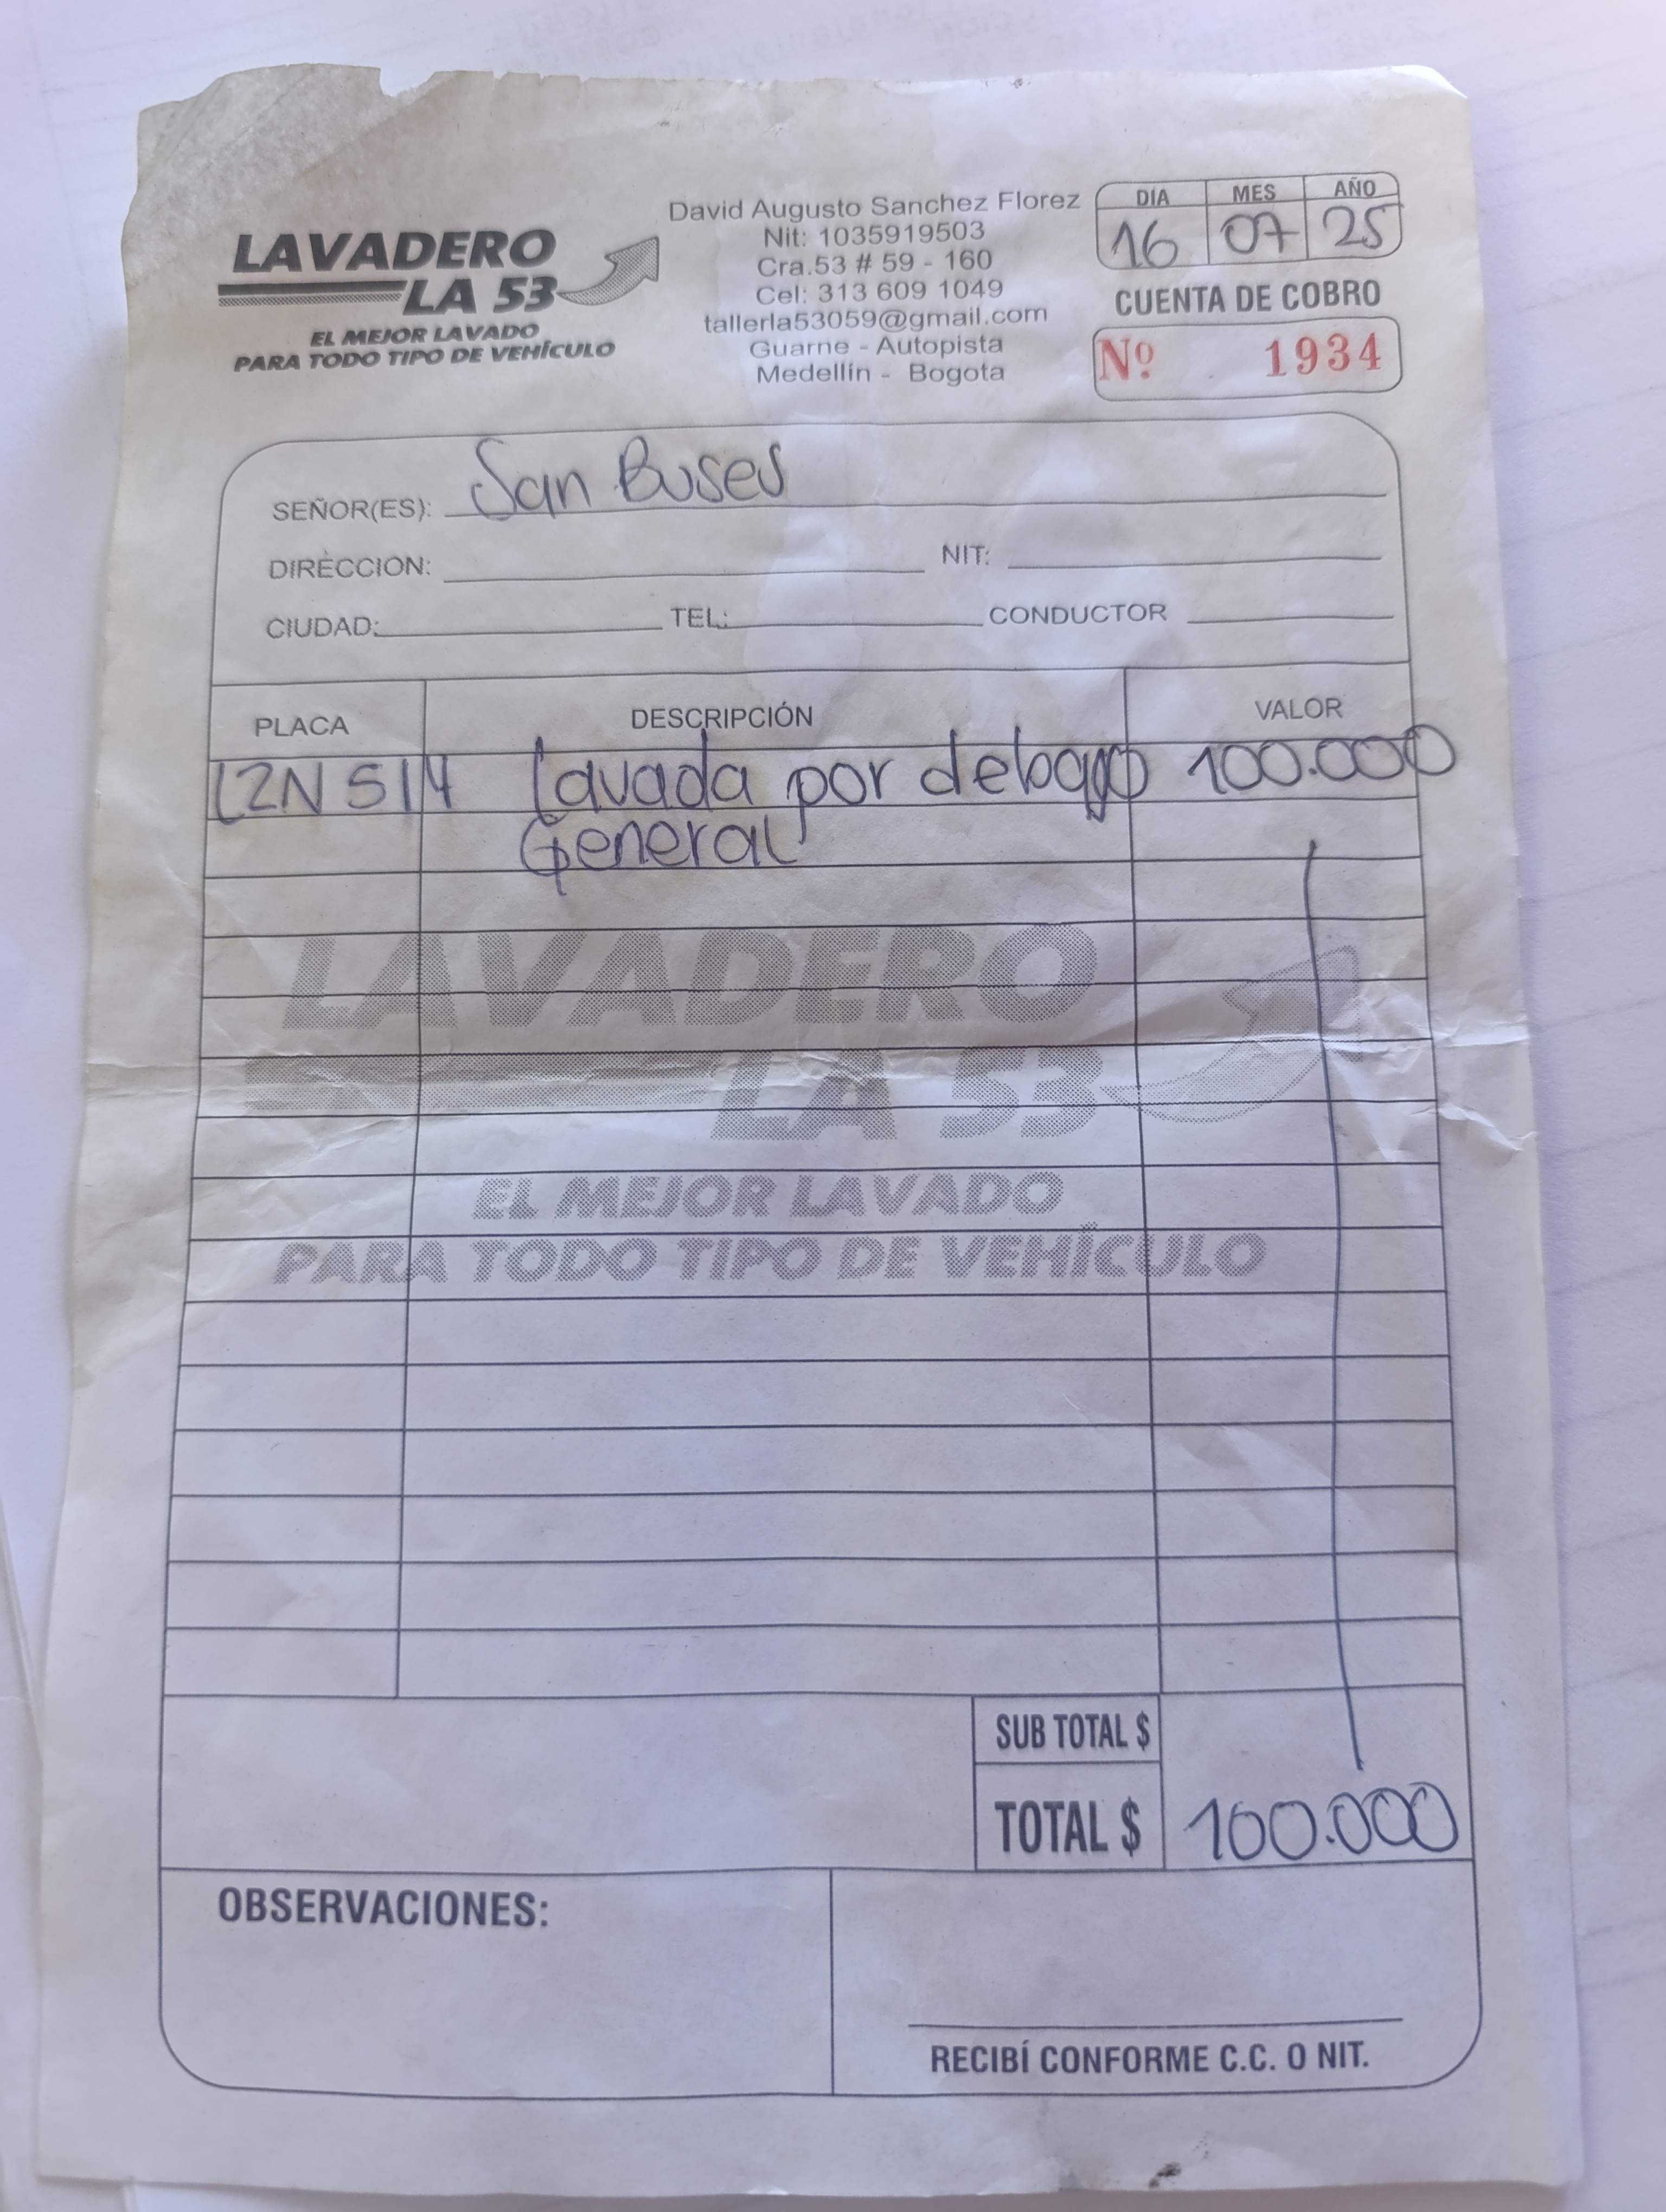 LAVADERO
LA 53
EL MEJOR LAVADO
PARA TODO TIPO DE VEHÍCULO
David Augusto Sanchez Florez
Nit: 1035919503
Cra.53 # 59 - 160
Cel: 313 609 1049
tallerla53059@gmail.com
Guarne - Autopista
Medellín - Bogota
DIA MES AÑO
16 07 25
CUENTA DE COBRO
Nº 1934
SEÑOR(ES): San Buses
DIRECCION: NIT:
CIUDAD: TEL: CONDUCTOR
PLACA DESCRIPCIÓN VALOR
LZN 514 Lavada por debajo 100.000
General
LAVADERO
LA 53
EL MEJOR LAVADO
PARA TODO TIPO DE VEHÍCULO
SUB TOTAL $
TOTAL $ 100.000
OBSERVACIONES:
RECIBÍ CONFORME C.C. O NIT.